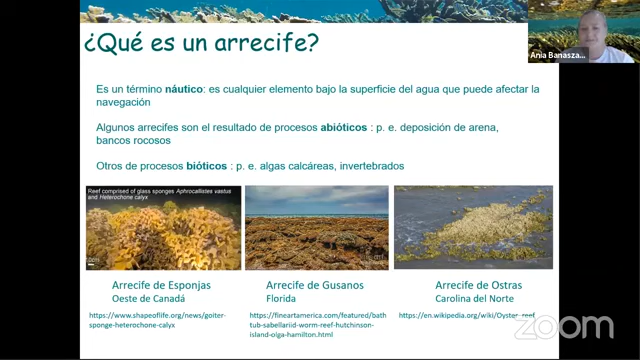 ¿Qué es un arrecife?
Ania Banasza...
Es un término náutico: es cualquier elemento bajo la superficie del agua que puede afectar la
navegación
Algunos arrecifes son el resultado de procesos abióticos : p. e. deposición de arena,
bancos rocosos
Otros de procesos bióticos : p. e. algas calcáreas, invertebrados
Reef comprised of glass sponges Aphrocallistes vastus
and Heterochone calyx
Arrecife de Esponjas
Oeste de Canadá
https://www.shapeoflife.org/news/goiter-
sponge-heterochone-calyx
Arrecife de Gusanos
Florida
https://fineartamerica.com/featured/bath
tub-sabellariid-worm-reef-hutchinson-
island-olga-hamilton.html
Arrecife de Ostras
Carolina del Norte
https://en.wikipedia.org/wiki/Oyster_reef
zoom